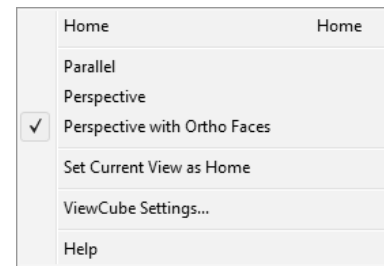 Home Home
Parallel
Perspective
Perspective with Ortho Faces
Set Current View as Home
ViewCube Settings...
Help